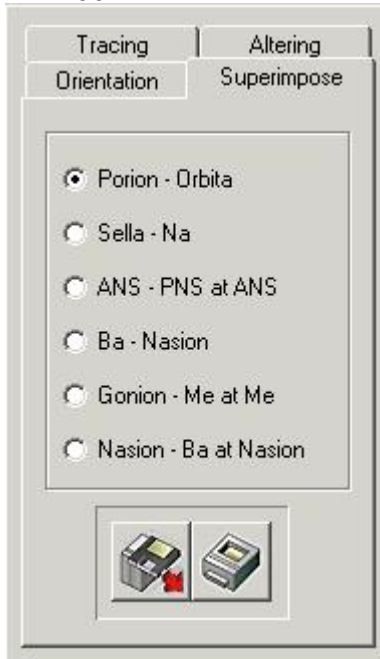 Tracing Altering
Orientation Superimpose
Porion - Orbita
Sella - Na
ANS - PNS at ANS
Ba - Nasion
Gonion - Me at Me
Nasion - Ba at Nasion